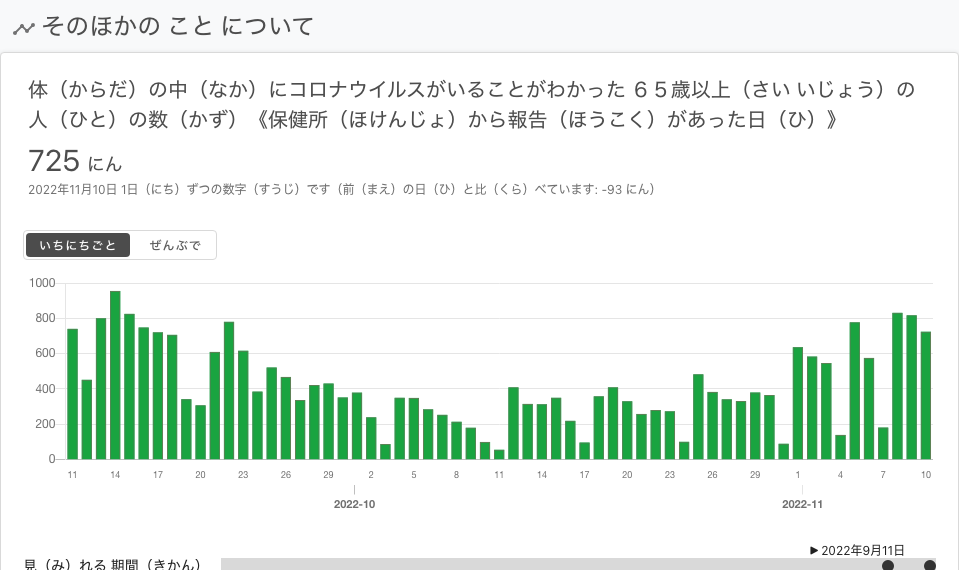 そのほかの こと について
体（からだ）の中（なか）にコロナウイルスがいることがわかった ６５歳以上（さい いじょう）の
人（ひと）の数（かず）《保健所（ほけんじょ）から報告（ほうこく）があった日（ひ）》
725 にん
2022年11月10日 1日（にち）ずつの数字（すうじ）です（前（まえ）の日（ひ）と比（くら）べています: -93 にん）
いちにちごと ぜんぶで
1000
800
600
400
200
0
11 14 17 20 23 26 29 2 5 8 11 14 17 20 23 26 29 1 4 7 10
2022-10 2022-11
▶ 2022年9月11日
見（み）れる 期間（きかん）